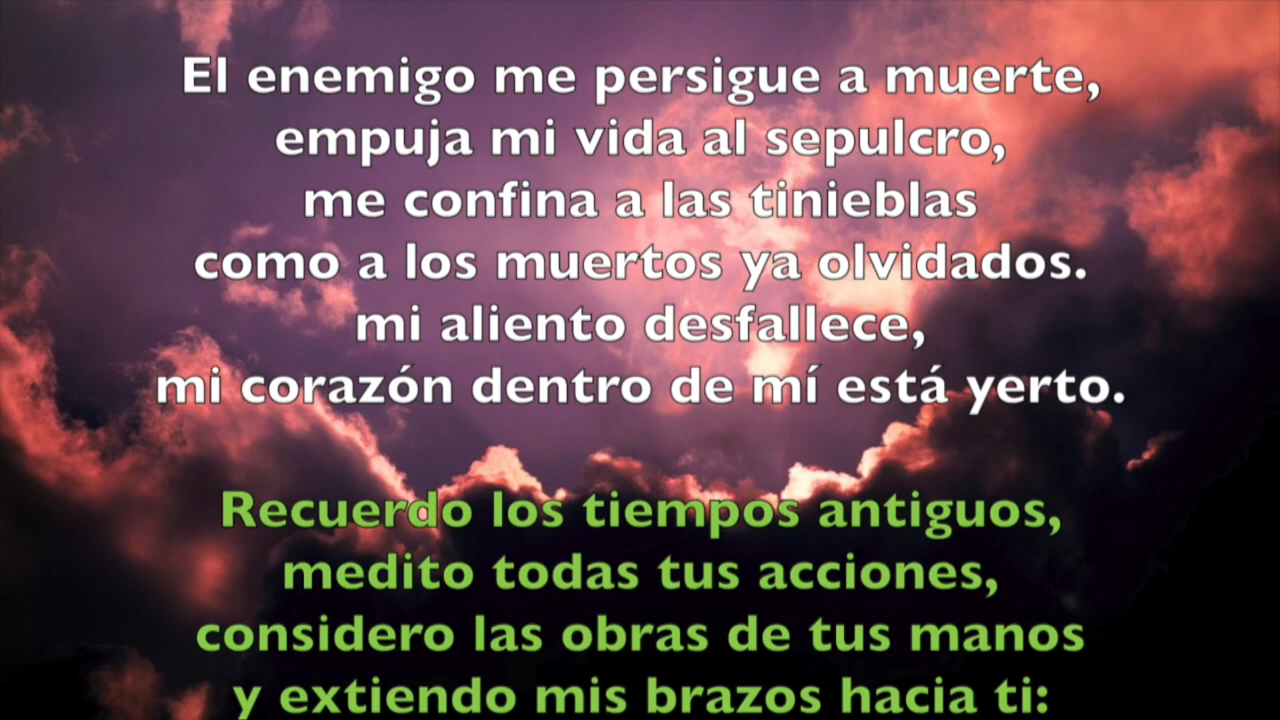 El enemigo me persigue a muerte,
empuja mi vida al sepulcro,
me confina a las tinieblas
como a los muertos ya olvidados.
mi aliento desfallece,
mi corazón dentro de mí está yerto.
Recuerdo los tiempos antiguos,
medito todas tus acciones,
considero las obras de tus manos
y extiendo mis brazos hacia ti: